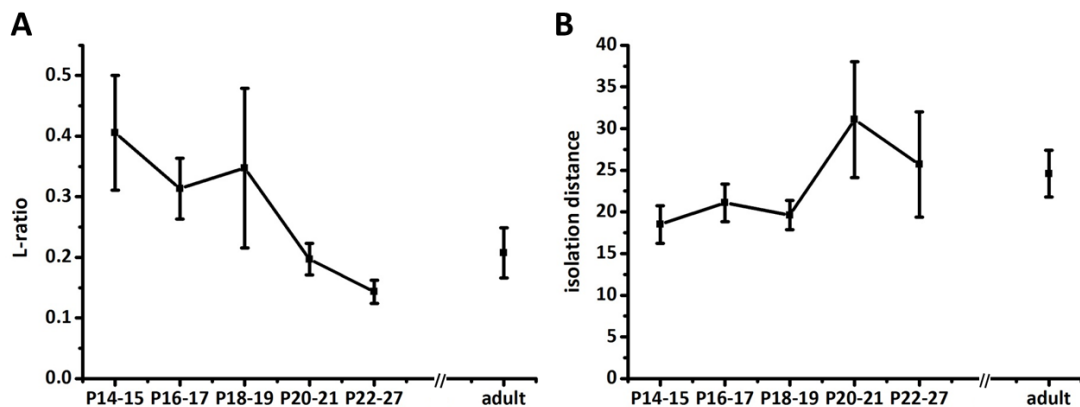 A
L-ratio
0.5
0.4
0.3
0.2
0.1
0.0
P14-15 P16-17 P18-19 P20-21 P22-27 // adult
B
isolation distance
40
35
30
25
20
15
10
5
0
P14-15 P16-17 P18-19 P20-21 P22-27 // adult